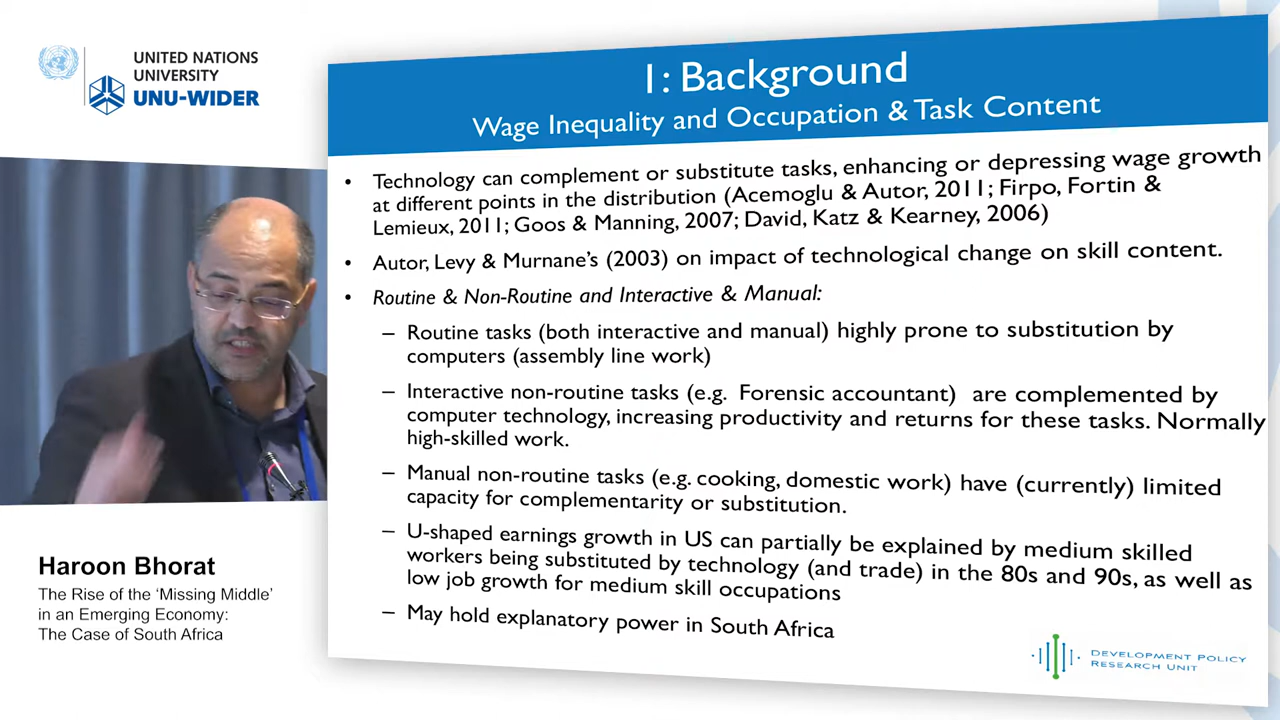 UNITED NATIONS
UNIVERSITY
UNU-WIDER
1: Background
Wage Inequality and Occupation & Task Content
• Technology can complement or substitute tasks, enhancing or depressing wage growth
at different points in the distribution (Acemoglu & Autor, 2011; Firpo, Fortin &
Lemieux, 2011; Goos & Manning, 2007; David, Katz & Kearney, 2006)
• Autor, Levy & Murnane's (2003) on impact of technological change on skill content.
• Routine & Non-Routine and Interactive & Manual:
– Routine tasks (both interactive and manual) highly prone to substitution by
computers (assembly line work)
– Interactive non-routine tasks (e.g. Forensic accountant) are complemented by
computer technology, increasing productivity and returns for these tasks. Normally
high-skilled work.
– Manual non-routine tasks (e.g. cooking, domestic work) have (currently) limited
capacity for complementarity or substitution.
– U-shaped earnings growth in US can partially be explained by medium skilled
workers being substituted by technology (and trade) in the 80s and 90s, as well as
low job growth for medium skill occupations
– May hold explanatory power in South Africa
DEVELOPMENT POLICY
RESEARCH UNIT
Haroon Bhorat
The Rise of the 'Missing Middle'
in an Emerging Economy:
The Case of South Africa